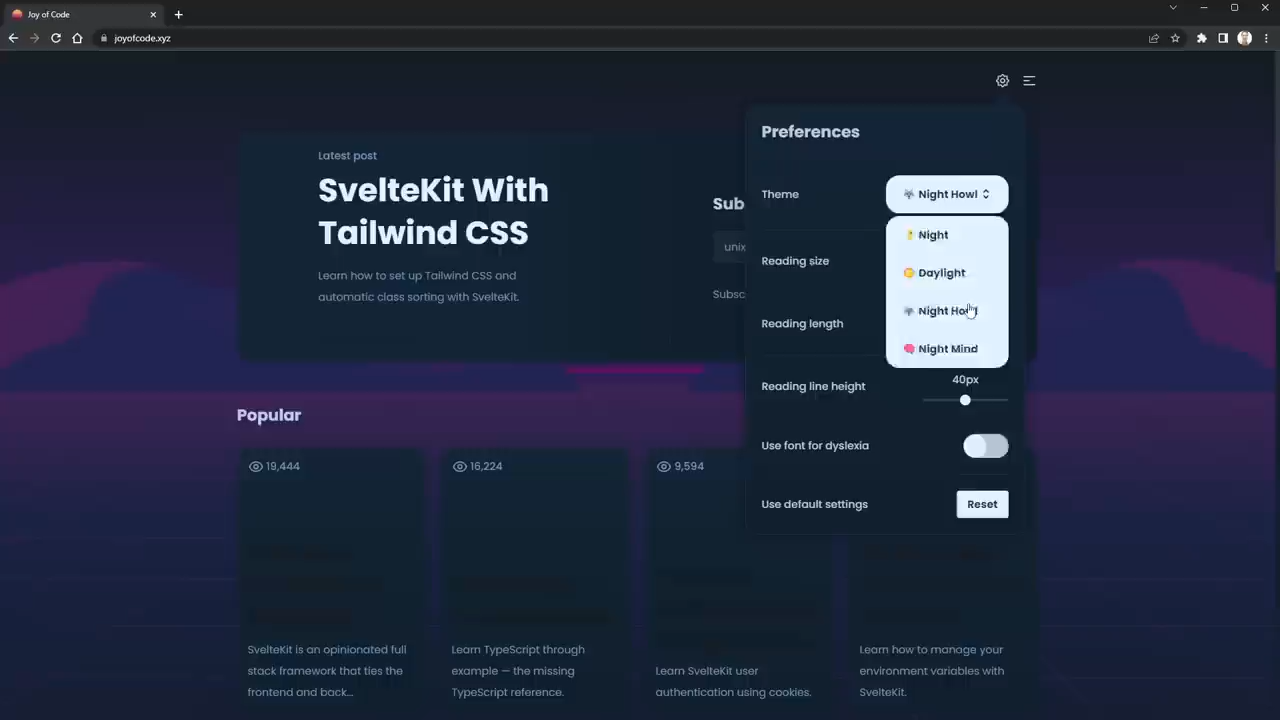 Joy of Code
joyofcode.xyz
Preferences
Latest post
SvelteKit With
Tailwind CSS
Learn how to set up Tailwind CSS and
automatic class sorting with SvelteKit.
Sub
unix
Subsc
Theme
Night Howl
Night
Daylight
Night Howl
Night Mind
Reading size
Reading length
Reading line height
40px
Use font for dyslexia
Use default settings
Reset
Popular
19,444
16,224
9,594
SvelteKit is an opinionated full
stack framework that ties the
frontend and back...
Learn TypeScript through
example — the missing
TypeScript reference.
Learn SvelteKit user
authentication using cookies.
Learn how to manage your
environment variables with
SvelteKit.